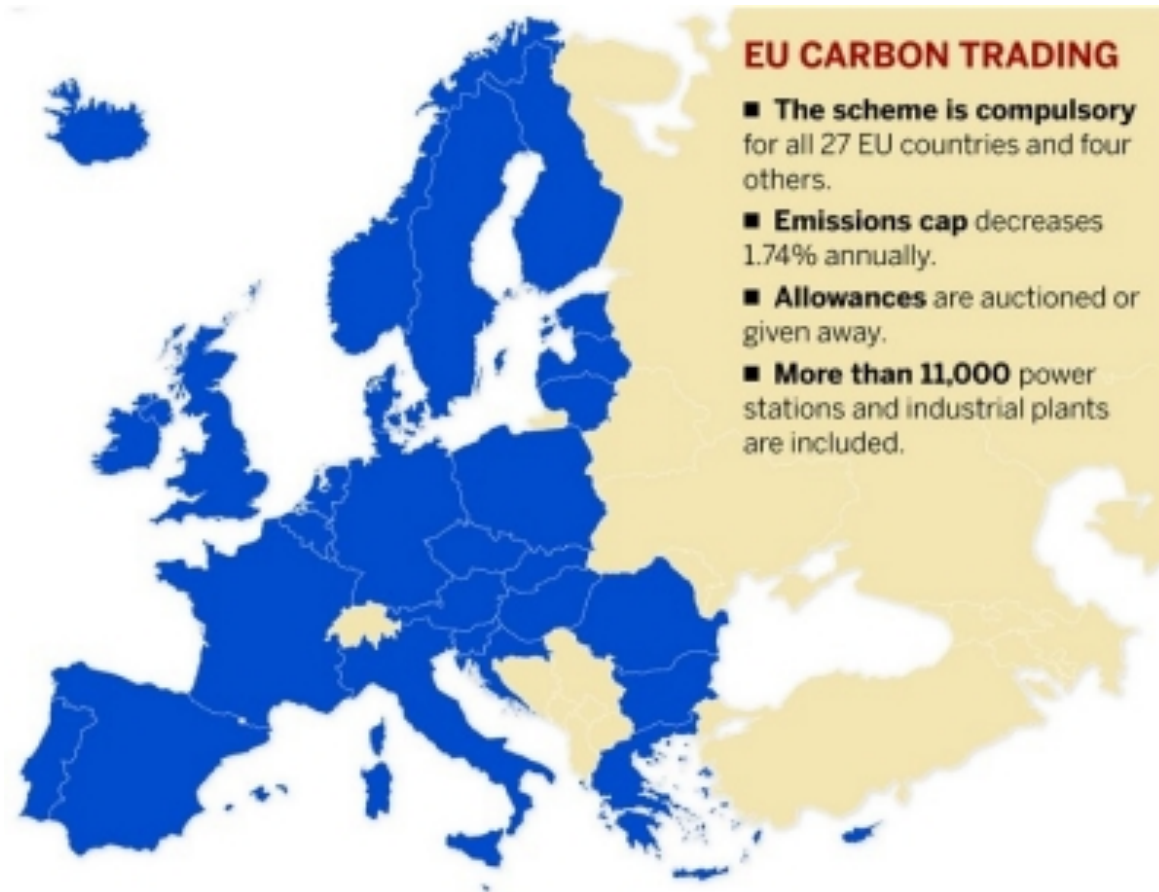 EU CARBON TRADING
■ The scheme is compulsory
for all 27 EU countries and four
others.
■ Emissions cap decreases
1.74% annually.
■ Allowances are auctioned or
given away.
■ More than 11,000 power
stations and industrial plants
are included.